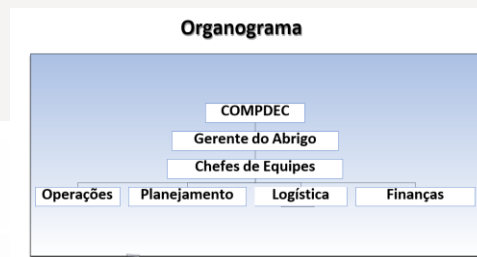 Organograma
COMPDEC
Gerente do Abrigo
Chefes de Equipes
Operações Planejamento Logística Finanças